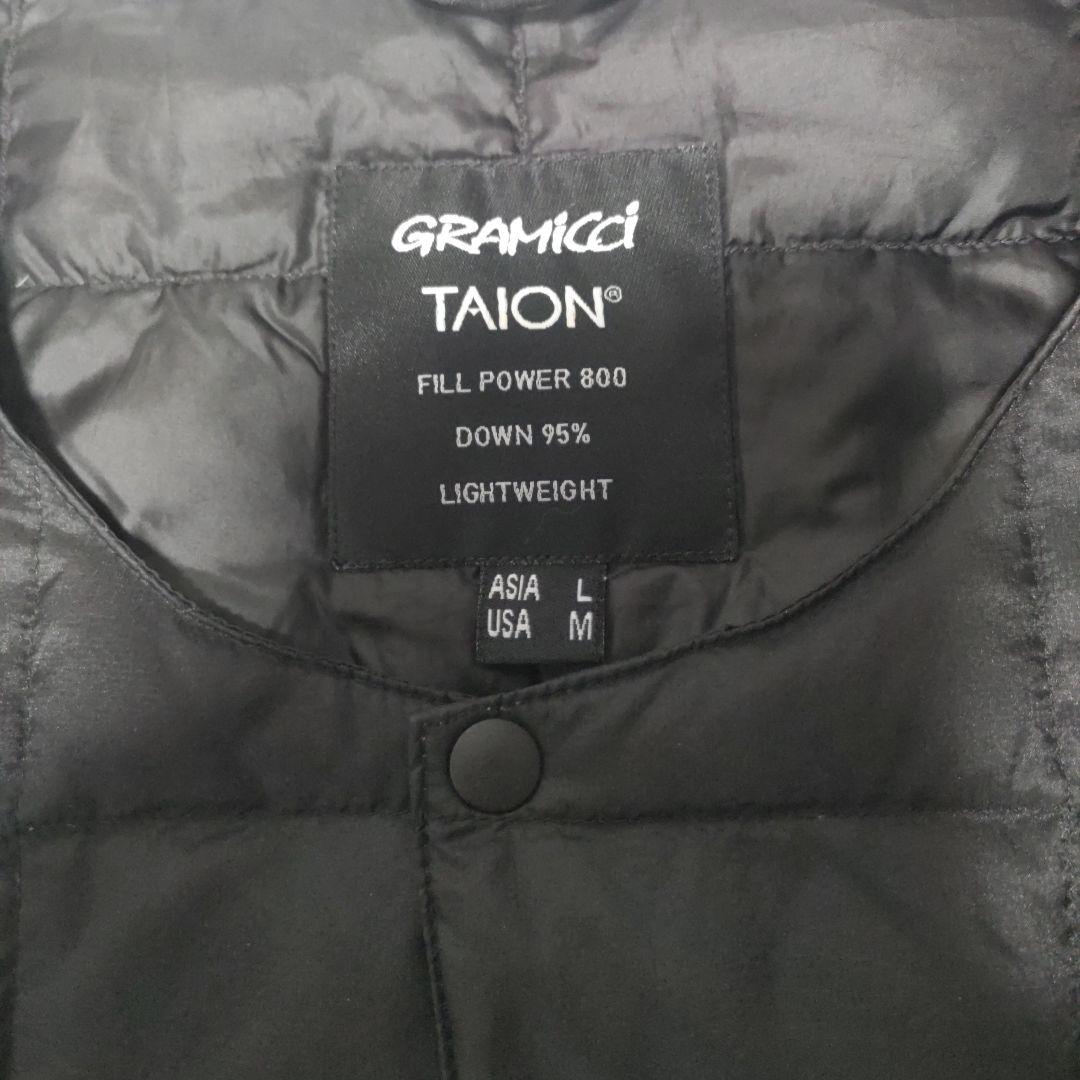 GRAMiCCi
TAION®
FILL POWER 800
DOWN 95%
LIGHTWEIGHT
ASIA L
USA M